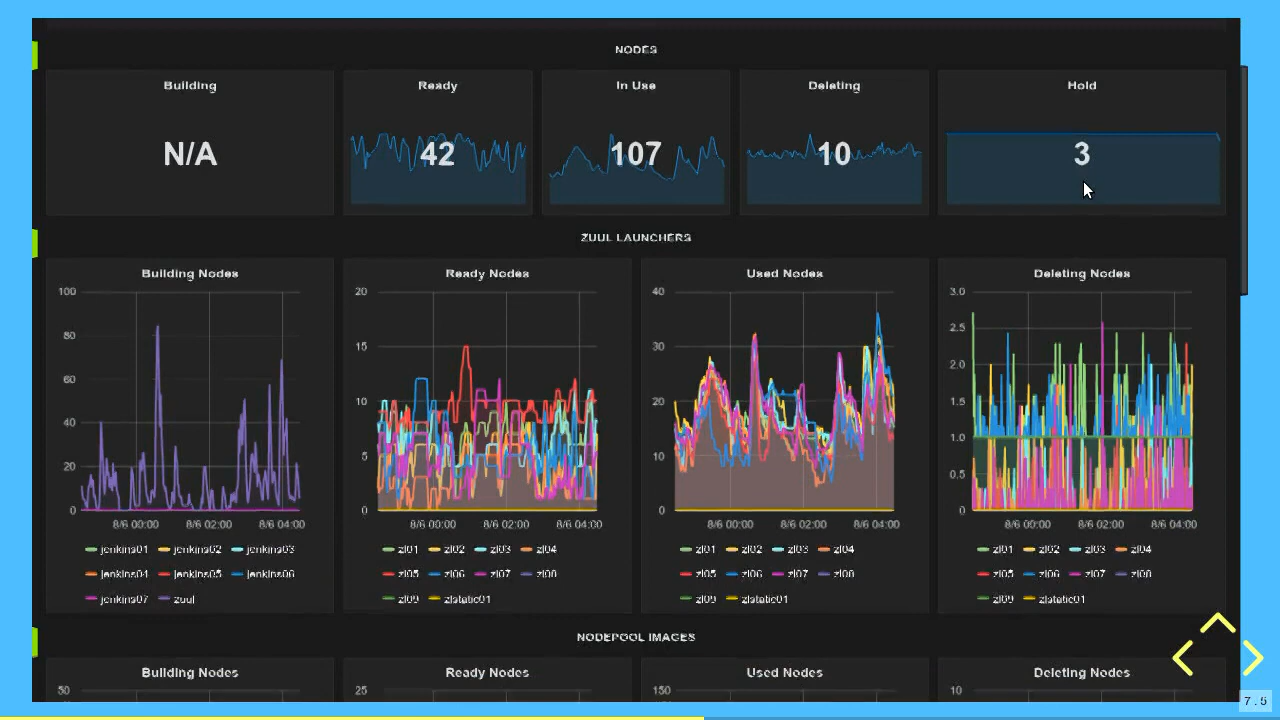 NODES
Building Ready In Use Deleting Hold
N/A 42 107 10 3
ZUUL LAUNCHERS
Building Nodes Ready Nodes Used Nodes Deleting Nodes
100 20 40 3.0
2.5
80
15 30
60 2.0
10 20 1.5
40
1.0
20 5 10
0.5
0 0 0 0
8/6 00:00 8/6 02:00 8/6 04:00 8/6 00:00 8/6 02:00 8/6 04:00 8/6 00:00 8/6 02:00 8/6 04:00 8/6 00:00 8/6 02:00 8/6 04:00
jenkins01 jenkins02 jenkins03 zl01 zl02 zl03 zl04 zl01 zl02 zl03 zl04 zl01 zl02 zl03 zl04
jenkins04 jenkins05 jenkins06 zl05 zl06 zl07 zl08 zl05 zl06 zl07 zl08 zl05 zl06 zl07 zl08
jenkins07 zuul zl09 zlstatic01 zl09 zlstatic01 zl09 zlstatic01
NODEPOOL IMAGES
Building Nodes Ready Nodes Used Nodes Deleting Nodes
50 25 150 10
7.5